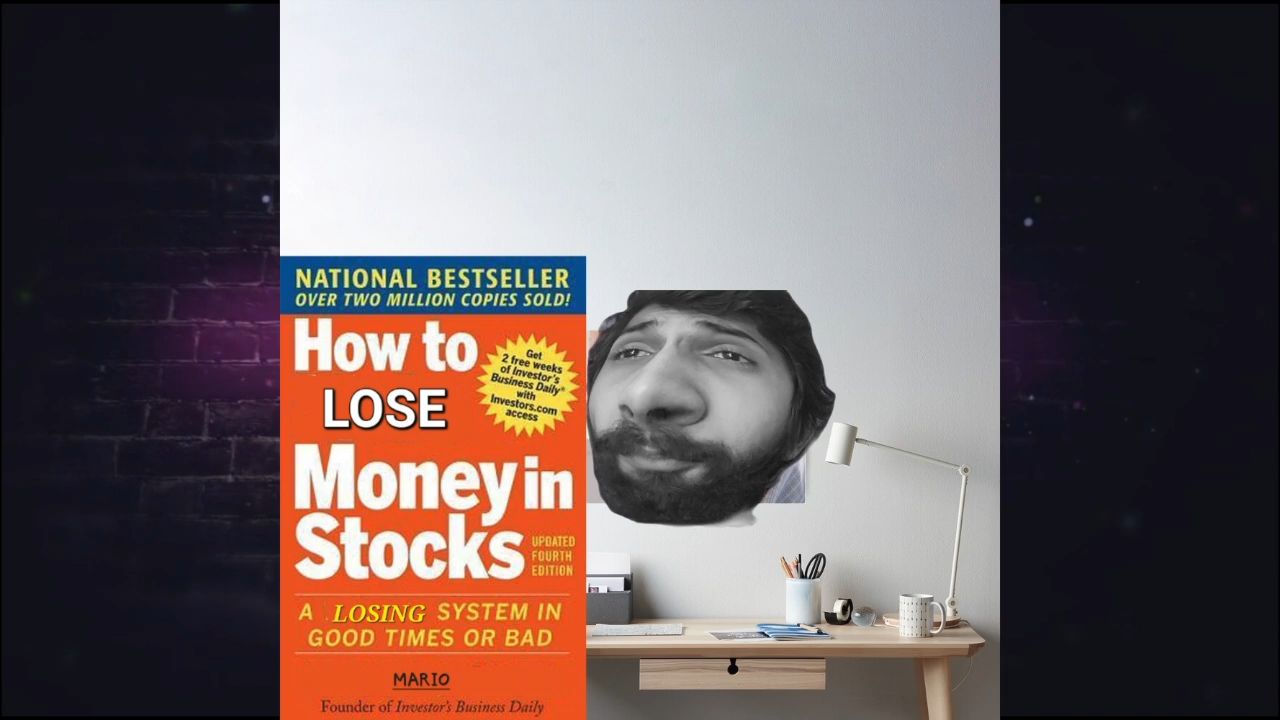 NATIONAL BESTSELLER
OVER TWO MILLION COPIES SOLD!
How to
LOSE
Money in
Stocks
Get
2 free weeks
of Investor's
Business Daily®
with
Investors.com
access
UPDATED
FOURTH
EDITION
A LOSING SYSTEM IN
GOOD TIMES OR BAD
MARIO
Founder of Investor's Business Daily